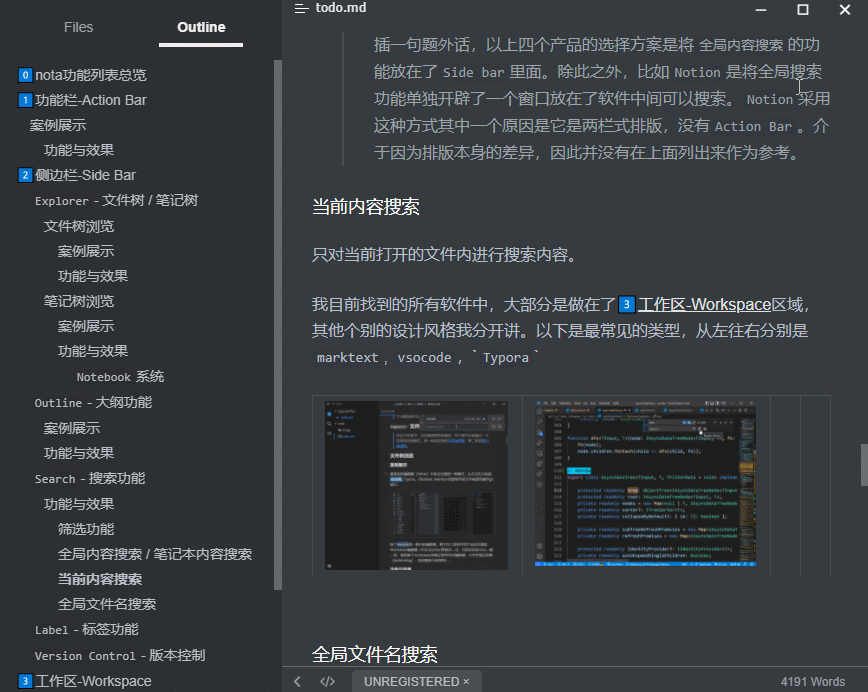 Files
Outline
0 nota功能列表总览
1 功能栏-Action Bar
案例展示
功能与效果
2 侧边栏-Side Bar
Explorer - 文件树 / 笔记树
文件树浏览
案例展示
功能与效果
笔记树浏览
案例展示
功能与效果
Notebook 系统
Outline - 大纲功能
案例展示
功能与效果
Search - 搜索功能
功能与效果
筛选功能
全局内容搜索 / 笔记本内容搜索
当前内容搜索
全局文件名搜索
Label - 标签功能
Version Control - 版本控制
3 工作区-Workspace
todo.md
插一句题外话，以上四个产品的选择方案是将 全局内容搜索 的功
能放在了 Side bar 里面。除此之外，比如 Notion 是将全局搜索
功能单独开辟了一个窗口放在了软件中间可以搜索。 Notion 采用
这种方式其中一个原因是它是两栏式排版，没有 Action Bar 。介
于因为排版本身的差异，因此并没有在上面列出来作为参考。
当前内容搜索
只对当前打开的文件内进行搜索内容。
我目前找到的所有软件中，大部分是做在了 3 工作区-Workspace区域，
其他个别的设计风格我分开讲。以下是最常见的类型，从左往右分别是
marktext , vsocode , `Typora`
全局文件名搜索
</> UNREGISTERED ×
4191 Words